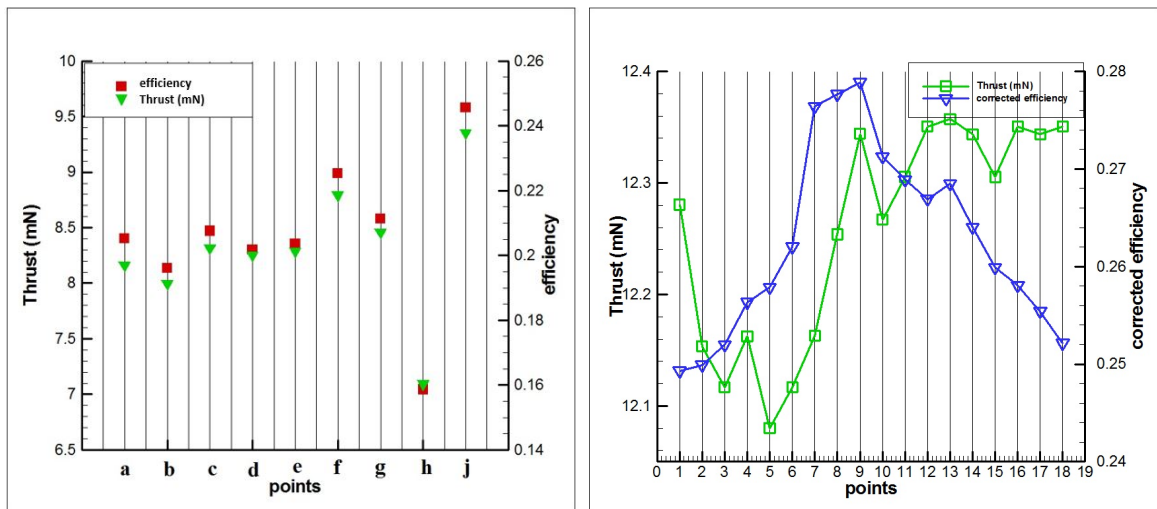 10
9.5
9
8.5
8
7.5
7
6.5
Thrust (mN)
efficiency
Thrust (mN)
0.26
0.24
0.22
0.2
0.18
0.16
0.14
efficiency
a b c d e f g h j
points
12.4
12.3
12.2
12.1
Thrust (mN)
Thrust (mN)
corrected efficiency
0.28
0.27
0.26
0.25
0.24
corrected efficiency
0 1 2 3 4 5 6 7 8 9 10 11 12 13 14 15 16 17 18 19
points